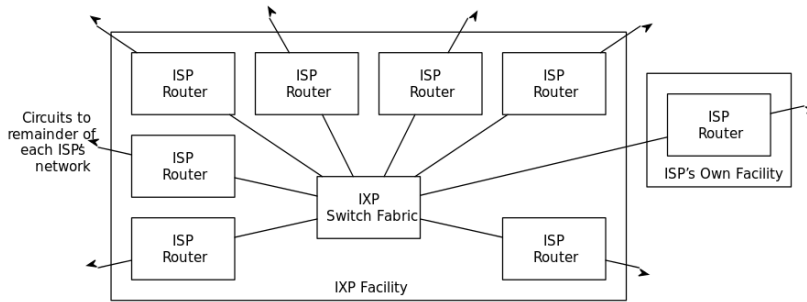 ISP
Router
ISP
Router
ISP
Router
ISP
Router
Circuits to
remainder of
each ISPs'
network
ISP
Router
ISP
Router
ISP's Own Facility
IXP
Switch Fabric
ISP
Router
ISP
Router
IXP Facility